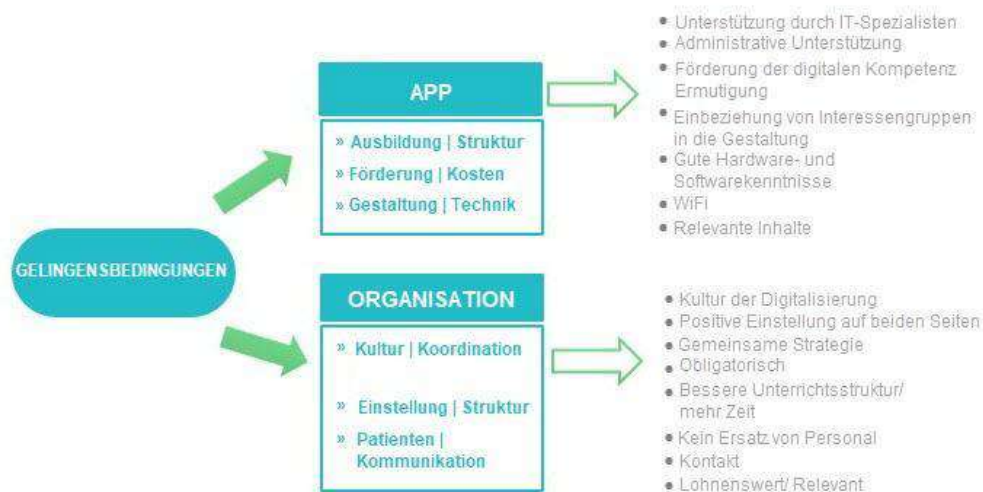 GELINGENSBEDINGUNGEN
APP
» Ausbildung | Struktur
» Förderung | Kosten
» Gestaltung | Technik
• Unterstützung durch IT-Spezialisten
• Administrative Unterstützung
• Förderung der digitalen Kompetenz
Ermutigung
• Einbeziehung von Interessengruppen
in die Gestaltung
• Gute Hardware- und
Softwarekenntnisse
• WiFi
• Relevante Inhalte
ORGANISATION
» Kultur | Koordination
» Einstellung | Struktur
» Patienten |
Kommunikation
• Kultur der Digitalisierung
• Positive Einstellung auf beiden Seiten
• Gemeinsame Strategie
• Obligatorisch
• Bessere Unterrichtsstruktur/
mehr Zeit
• Kein Ersatz von Personal
• Kontakt
• Lohnenswert/ Relevant